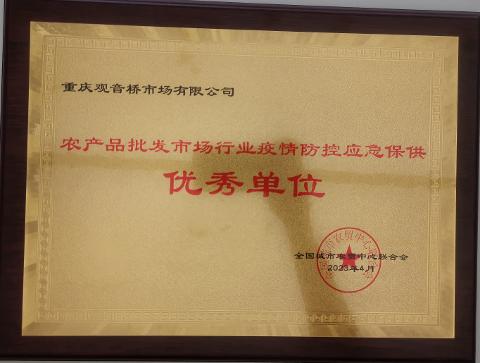 重庆观音桥市场有限公司
农产品批发市场行业疫情防控应急保供
优秀单位
全国城市农贸中心联合会
2023年4月